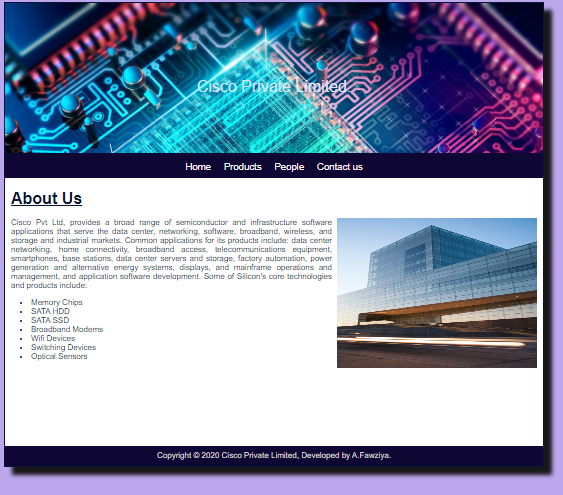 Cisco Private Limited.
Home Products People Contact us
About Us
Cisco Pvt Ltd, provides a broad range of semiconductor and infrastructure software
applications that serve the data center, networking, software, broadband, wireless, and
storage and industrial markets. Common applications for its products include: data center
networking, home connectivity, broadband access, telecommunications equipment,
smartphones, base stations, data center servers and storage, factory automation, power
generation and alternative energy systems, displays, and mainframe operations and
management, and application software development. Some of Silicon's core technologies
and products include:
Memory Chips
SATA HDD
SATA SSD
Broadband Modems
Wifi Devices
Switching Devices
Optical Sensors
Copyright © 2020 Cisco Private Limited, Developed by A.Fawziya.